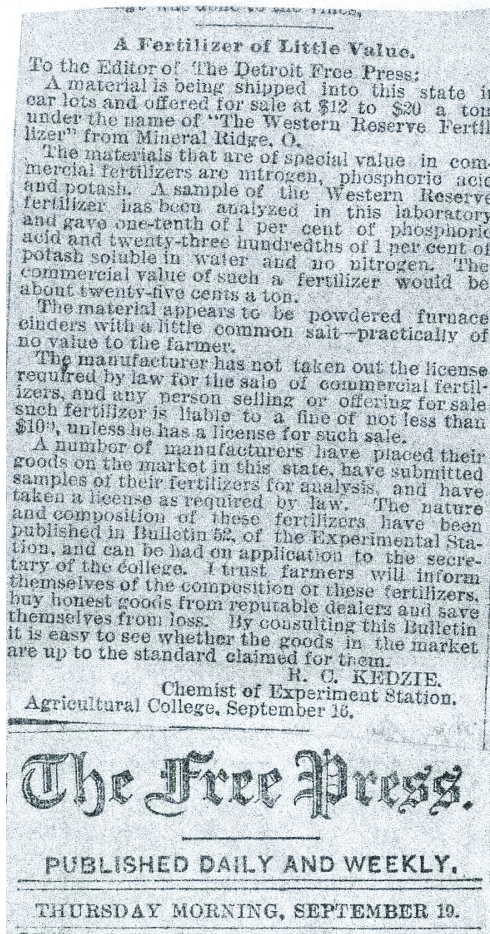 was done to the vines.
A Fertilizer of Little Value.
To the Editor of The Detroit Free Press:
A material is being shipped into this state in
car lots and offered for sale at $12 to $20 a ton
under the name of "The Western Reserve Fertil
lizer" from Mineral Ridge, O.
The materials that are of special value in com-
mercial fertilizers are nitrogen, phosphoric acid
and potash. A sample of the Western Reserve
fertilizer has been analyzed in this laboratory
and gave one-tenth of 1 per cent of phosphoric
acid and twenty-three hundredths of 1 per cent of
potash soluble in water and no nitrogen. The
commercial value of such a fertilizer would be
about twenty-five cents a ton.
The material appears to be powdered furnace
cinders with a little common salt—practically of
no value to the farmer.
The manufacturer has not taken out the license
required by law for the sale of commercial fertil-
izers, and any person selling or offering for sale
such fertilizer is liable to a fine of not less than
unless he has a license for such sale.
A number of manufacturers have placed their
goods on the market in this state, have submitted
samples of their fertilizers for analysis, and have
taken a license as required by law. The nature
and composition of these fertilizers have been
published in Bulletin 52, of the Experimental Sta-
tion, and can be had on application to the secre-
tary of the college. I trust farmers will inform
themselves of the composition of these fertilizers,
buy honest goods from reputable dealers and save
themselves from loss. By consulting this Bulletin
it is easy to see whether the goods in the market
are up to the standard claimed for them.
R. C. KEDZIE.
Chemist of Experiment Station.
Agricultural College, September 16.
The Free Press.
PUBLISHED DAILY AND WEEKLY.
THURSDAY MORNING, SEPTEMBER 19.